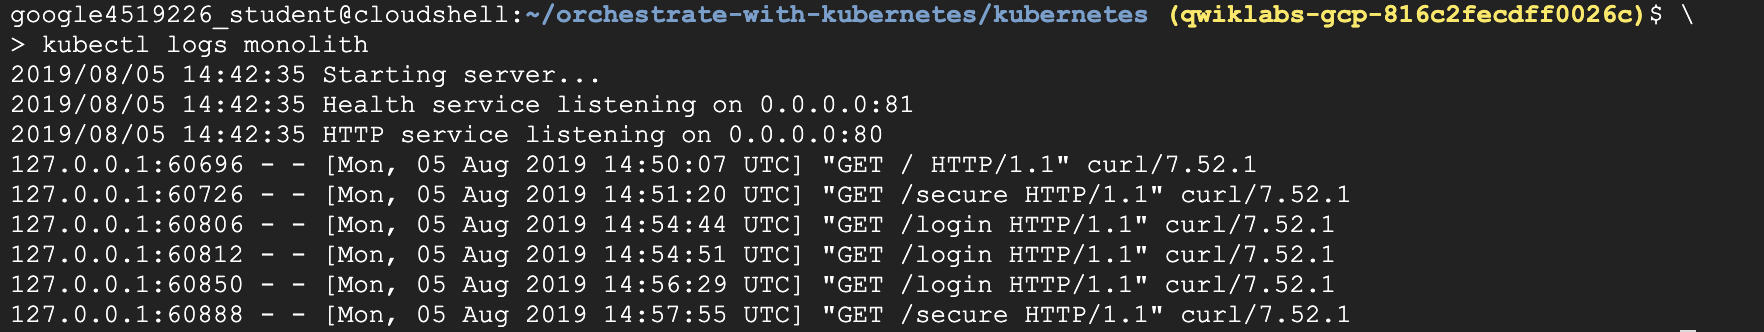 google4519226_student@cloudshell:~/orchestrate-with-kubernetes/kubernetes (qwiklabs-gcp-816c2fecdff0026c)$ \
> kubectl logs monolith
2019/08/05 14:42:35 Starting server...
2019/08/05 14:42:35 Health service listening on 0.0.0.0:81
2019/08/05 14:42:35 HTTP service listening on 0.0.0.0:80
127.0.0.1:60696 - - [Mon, 05 Aug 2019 14:50:07 UTC] "GET / HTTP/1.1" curl/7.52.1
127.0.0.1:60726 - - [Mon, 05 Aug 2019 14:51:20 UTC] "GET /secure HTTP/1.1" curl/7.52.1
127.0.0.1:60806 - - [Mon, 05 Aug 2019 14:54:44 UTC] "GET /login HTTP/1.1" curl/7.52.1
127.0.0.1:60812 - - [Mon, 05 Aug 2019 14:54:51 UTC] "GET /login HTTP/1.1" curl/7.52.1
127.0.0.1:60850 - - [Mon, 05 Aug 2019 14:56:29 UTC] "GET /login HTTP/1.1" curl/7.52.1
127.0.0.1:60888 - - [Mon, 05 Aug 2019 14:57:55 UTC] "GET /secure HTTP/1.1" curl/7.52.1